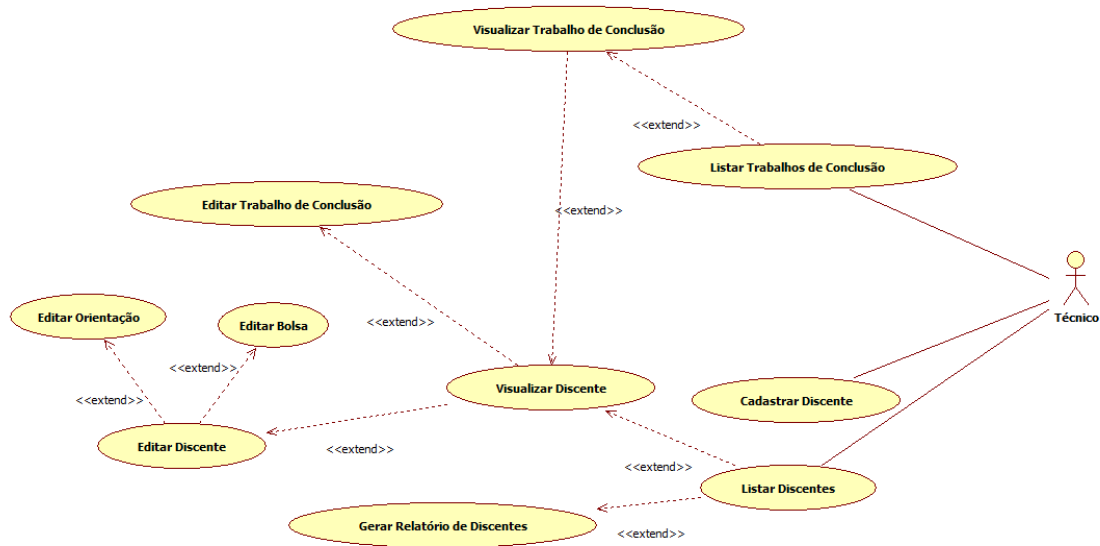 Visualizar Trabalho de Conclusão
<<extend>>
Listar Trabalhos de Conclusão
Editar Trabalho de Conclusão
<<extend>>
Técnico
Editar Orientação
Editar Bolsa
<<extend>>
<<extend>>
Visualizar Discente
<<extend>>
Cadastrar Discente
Editar Discente
<<extend>>
<<extend>>
Listar Discentes
Gerar Relatório de Discentes
<<extend>>